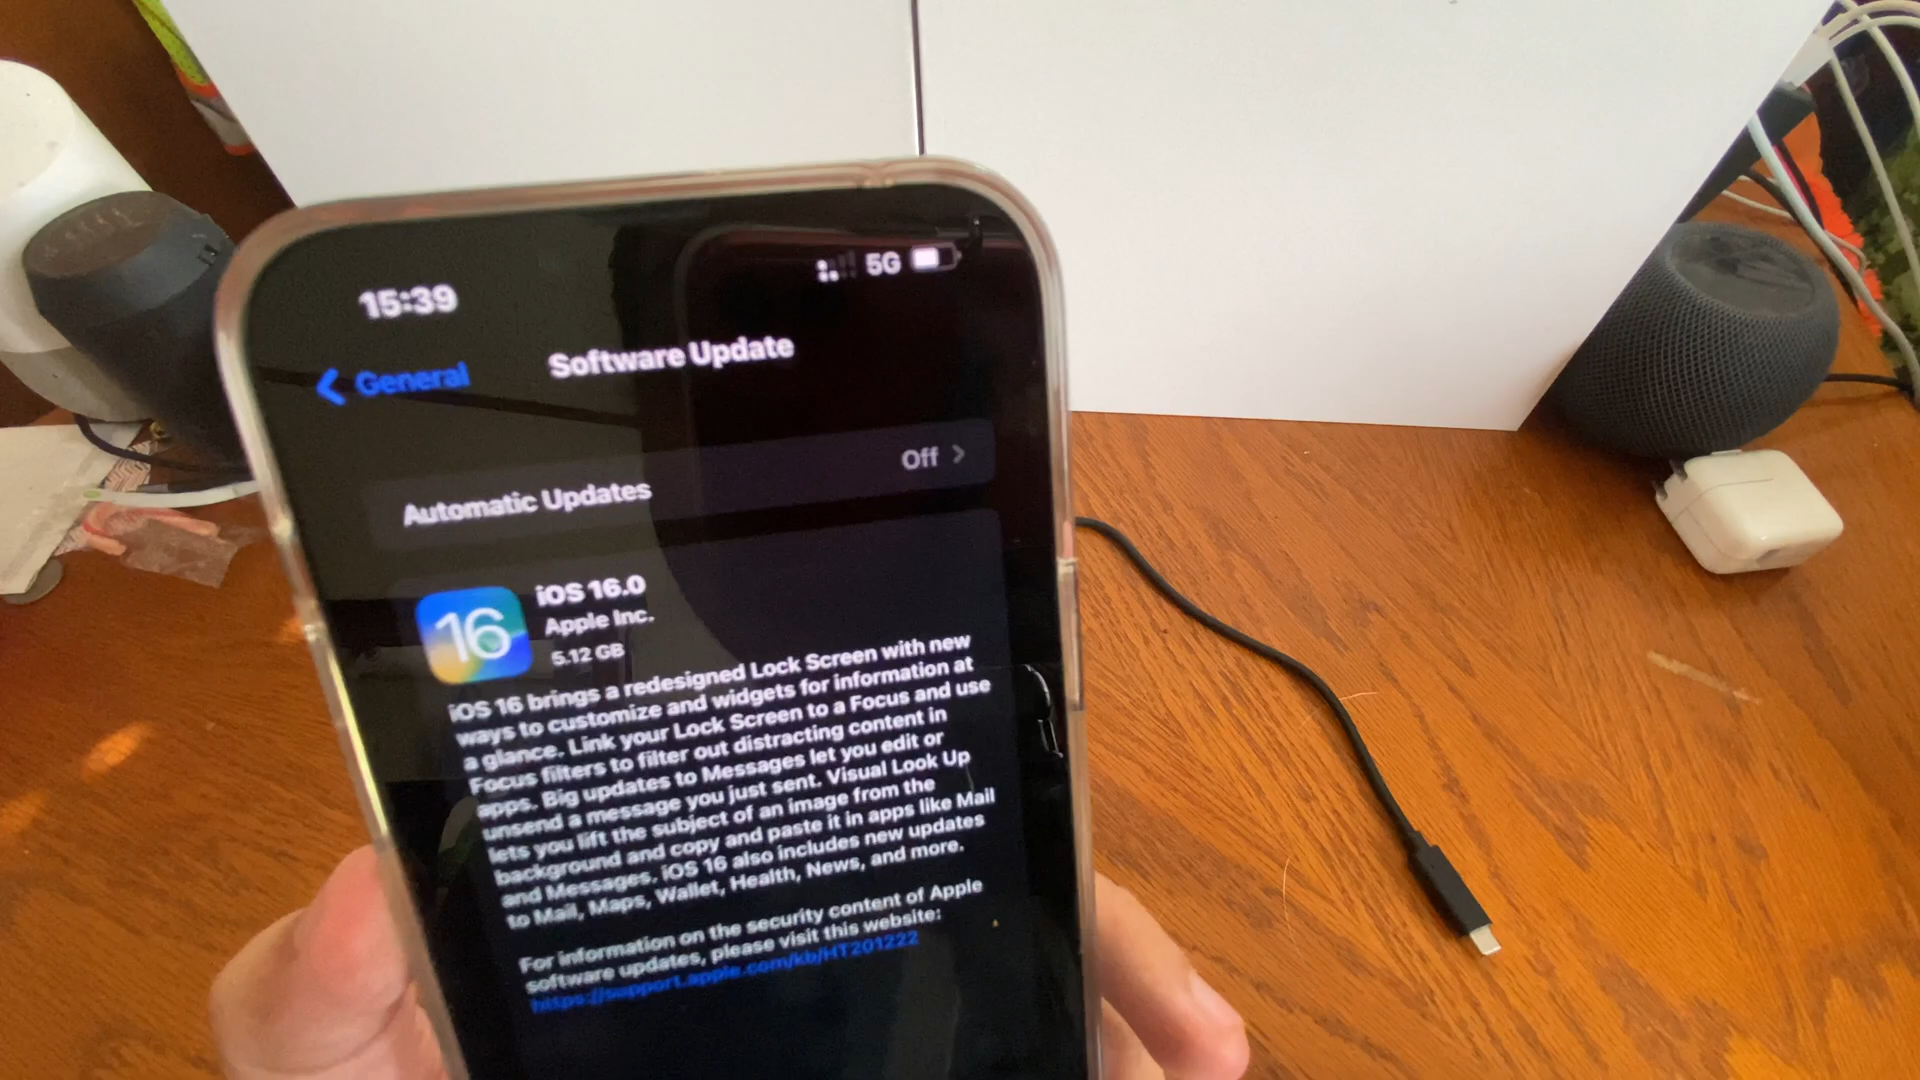 15:39
5G
General
Software Update
Automatic Updates
Off
16
iOS 16.0
Apple Inc.
5.12 GB
iOS 16 brings a redesigned Lock Screen with new
ways to customize and widgets for information at
a glance. Link your Lock Screen to a Focus and use
Focus filters to filter out distracting content in
apps. Big updates to Messages let you edit or
unsend a message you just sent. Visual Look Up
lets you lift the subject of an image from the
background and copy and paste it in apps like Mail
and Messages. iOS 16 also includes new updates
to Mail, Maps, Wallet, Health, News, and more.
For information on the security content of Apple
software updates, please visit this website:
https://support.apple.com/kb/HT201222